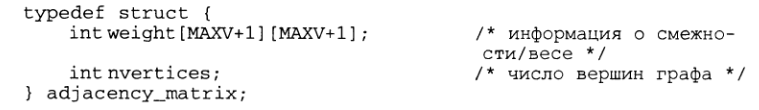 typedef struct {
int weight[MAXV+1][MAXV+1]; /* информация о смежно-
сти/весе */
int nvertices; /* число вершин графа */
} adjacency_matrix;